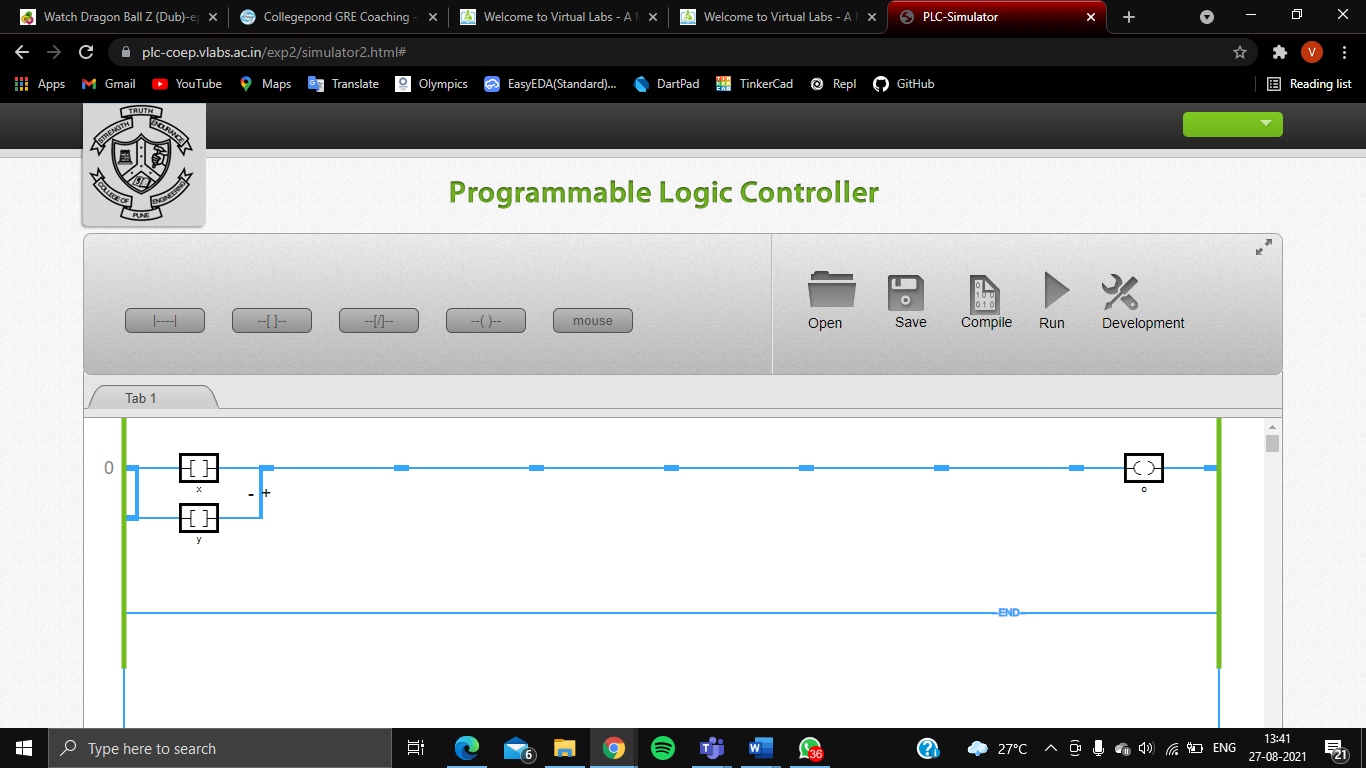 Watch Dragon Ball Z (Dub)-ep
Collegepond GRE Coaching -
Welcome to Virtual Labs - A M
Welcome to Virtual Labs - A M
PLC-Simulator
plc-coep.vlabs.ac.in/exp2/simulator2.html#
V
Apps
Gmail
YouTube
Maps
Translate
Olympics
EasyEDA(Standard)...
DartPad
TinkerCad
Repl
GitHub
Reading list
TRUTH
STRENGTH
ENDURANCE
COLLEGE OF
ENGINEERING
PUNE
Programmable Logic Controller
|----|
--[ ]--
--[/]--
--( )--
mouse
Open
Save
Compile
Run
Development
Tab 1
0
x
- +
y
o
--END--
Type here to search
6
36
27°C
ENG
13:41
27-08-2021
21